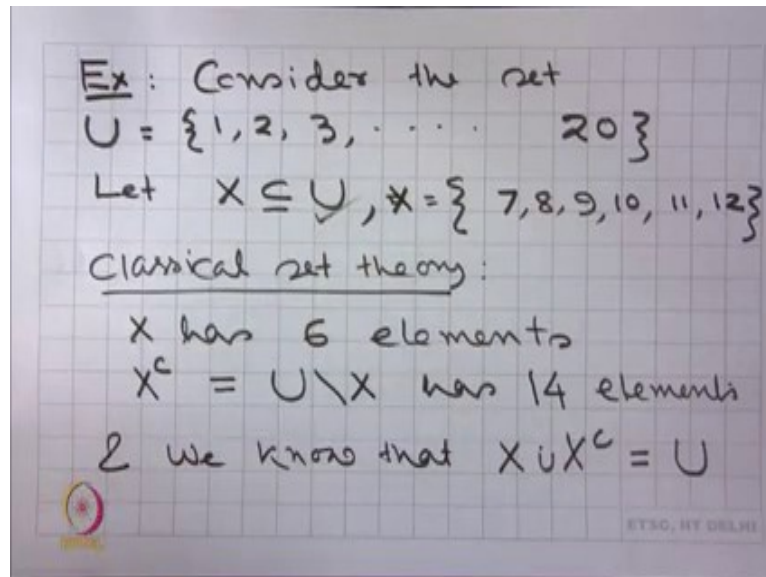 Ex: Consider the set
U = {1, 2, 3, . . . . 20}
Let X ⊆ U, X = { 7, 8, 9, 10, 11, 12}
Classical set theory:
X has 6 elements
X^c = U\X has 14 elements
& We know that X ∪ X^c = U
ETSC, IIT DELHI